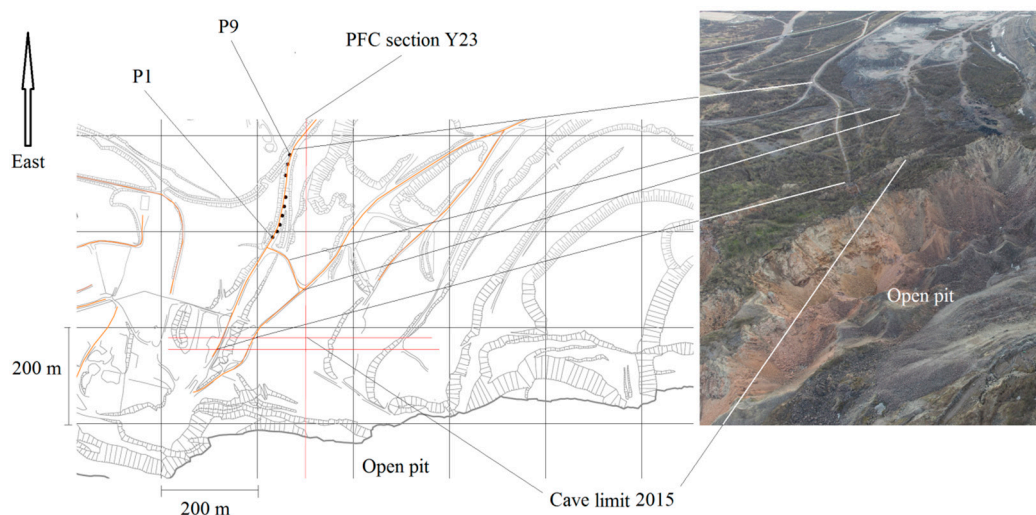 P9
PFC section Y23
P1
East
200 m
Open pit
Open pit
200 m
Cave limit 2015